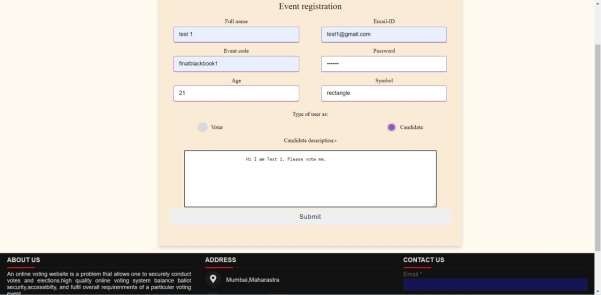 Event registration
Full name
Email-ID
test 1
test1@gmail.com
Event code
Password
finalblackbook1
Age
Symbol
21
rectangle
Type of user as:
Voter
Candidate
Candidate description:-
Hi I am Test 1. Please vote me.
Submit
ABOUT US
ADDRESS
CONTACT US
An online voting website is a problem that allows one to securely conduct
votes and elections.high quality online voting system balance ballot
security,accessibilty, and fulfil overall requirenments of a particuler voting
event
Mumbai,Maharastra
Email *